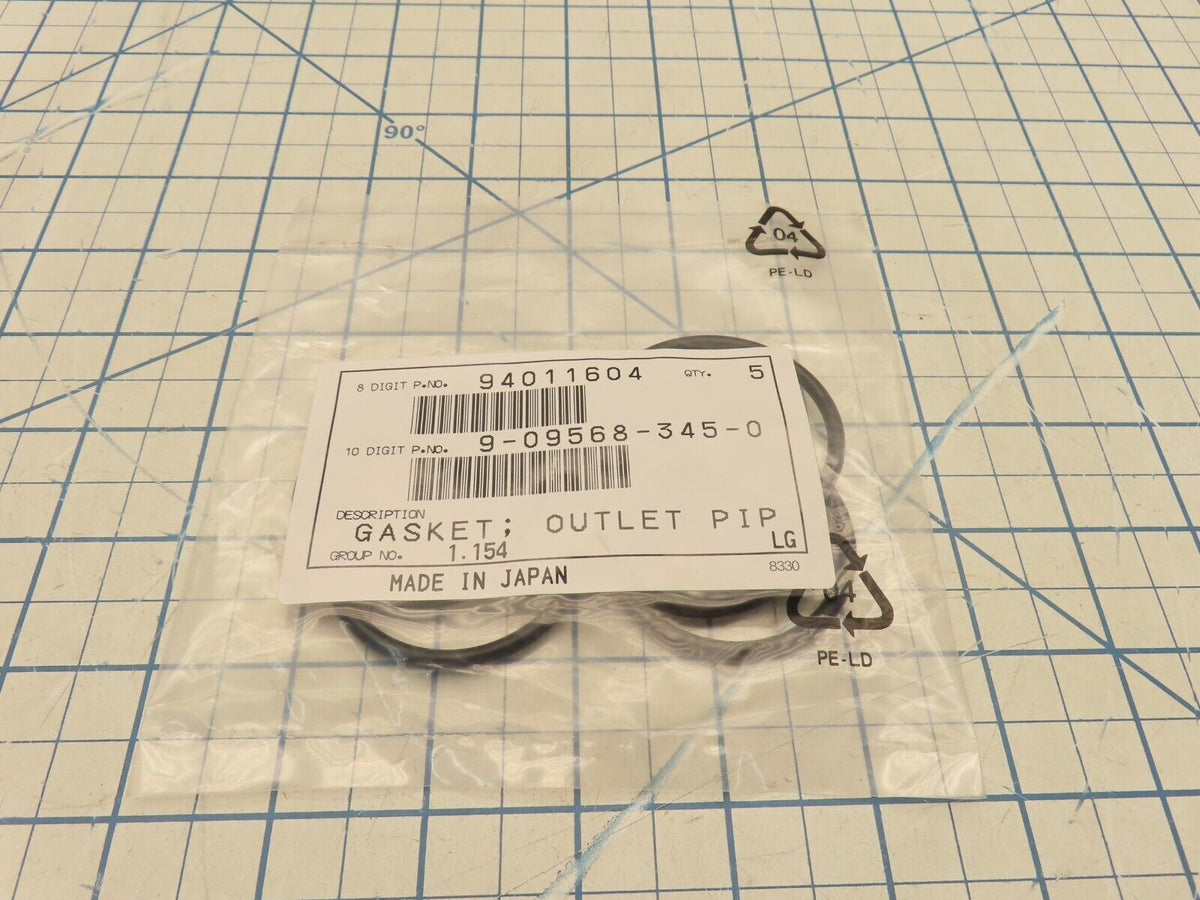 90°
04
PE-LD
8 DIGIT P.NO. 94011604 QTY. 5
10 DIGIT P.NO. 9-09568-345-0
DESCRIPTION
GASKET; OUTLET PIP
GROUP NO. 1.154 LG
MADE IN JAPAN 8330
04
PE-LD